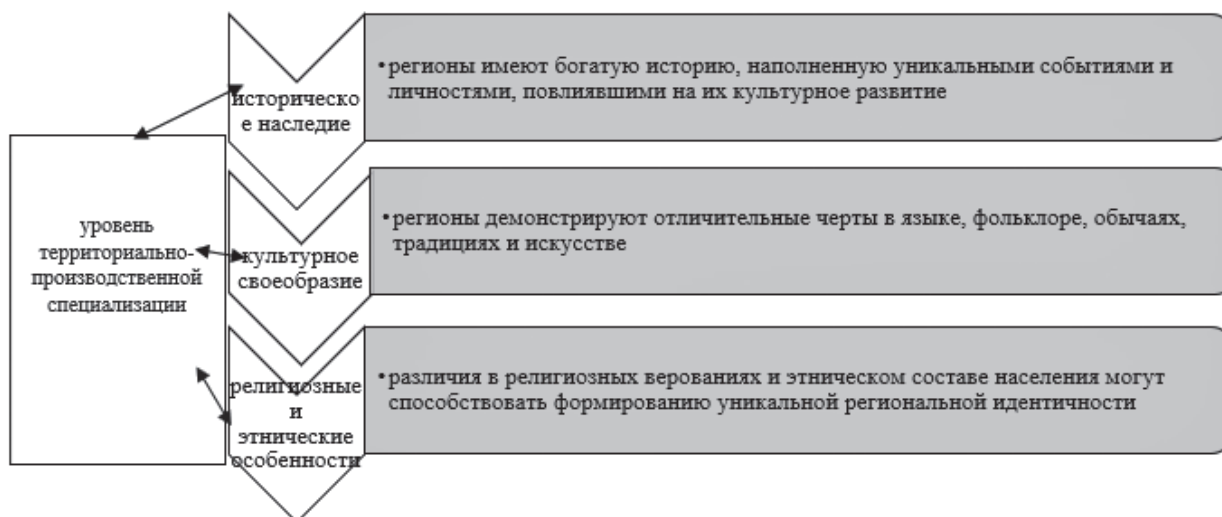 историческо
е наследие
•регионы имеют богатую историю, наполненную уникальными событиями и
личностями, повлиявшими на их культурное развитие
уровень
территориально-
производственной
специализации
культурное
своеобразие
•регионы демонстрируют отличительные черты в языке, фольклоре, обычаях,
традициях и искусстве
религиозные
и
этнические
особенности
•различия в религиозных верованиях и этническом составе населения могут
способствовать формированию уникальной региональной идентичности